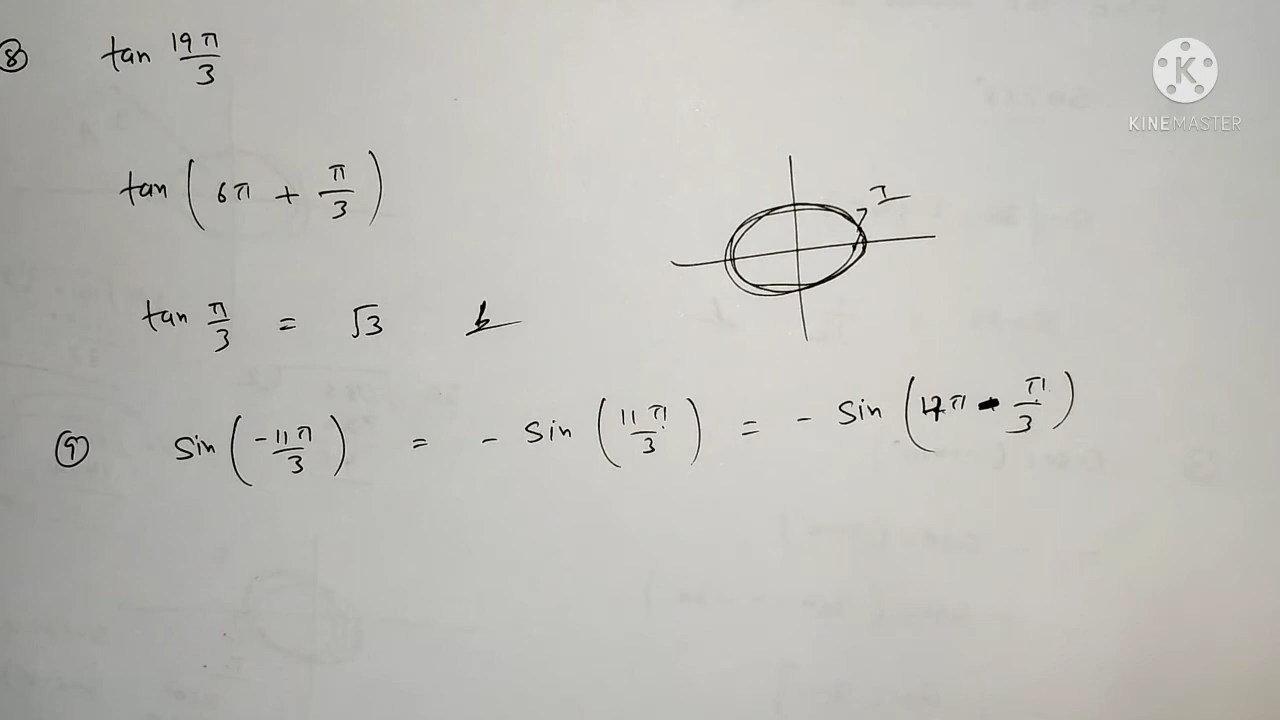 ⑧ tan 19π/3
K
KINEMASTER
tan (6π + π/3)
I
tan π/3 = √3
⑨ sin(-11π/3) = - sin(11π/3) = - sin(4π - π/3)